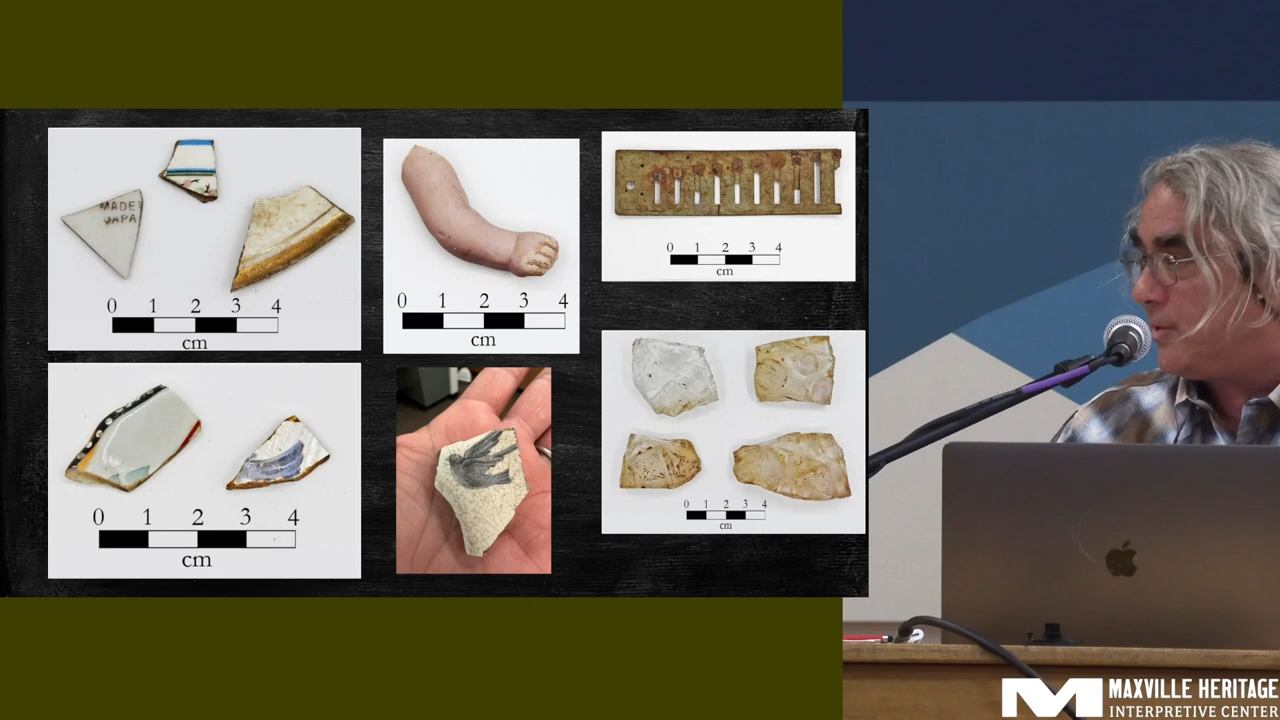 MADE
JAPA
0 1 2 3 4
cm
0 1 2 3 4
cm
0 1 2 3 4
cm
0 1 2 3 4
cm
0 1 2 3 4
cm
MAXVILLE HERITAGE
INTERPRETIVE CENTER